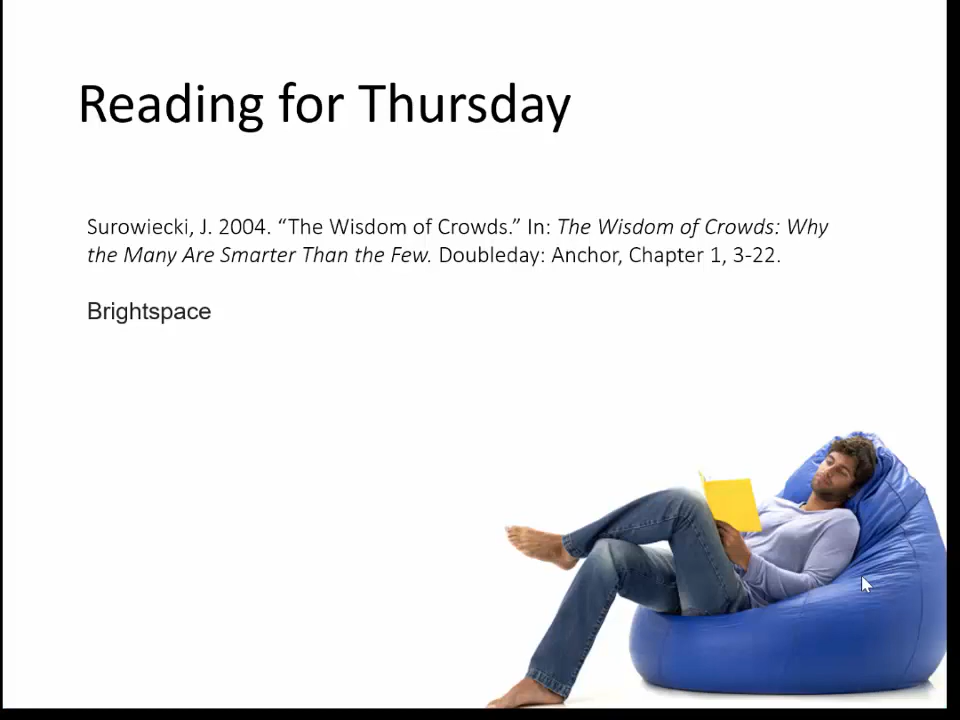 Reading for Thursday
Surowiecki, J. 2004. “The Wisdom of Crowds.” In: The Wisdom of Crowds: Why
the Many Are Smarter Than the Few. Doubleday: Anchor, Chapter 1, 3-22.
Brightspace